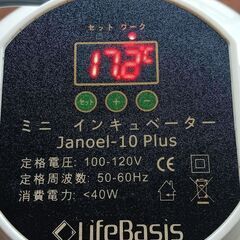 セット ワーク
17.2°C
セット + −
ミニ インキュベーター
Janoel-10 Plus
定格電圧: 100-120V
定格周波数: 50-60Hz
消費電力: <40W
CE
LifeBasis